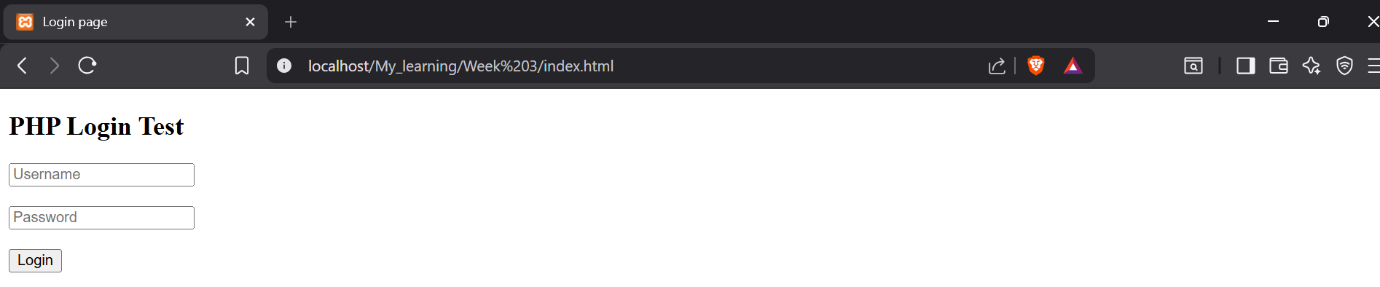 Login page
localhost/My_learning/Week%203/index.html
PHP Login Test
Username
Password
Login